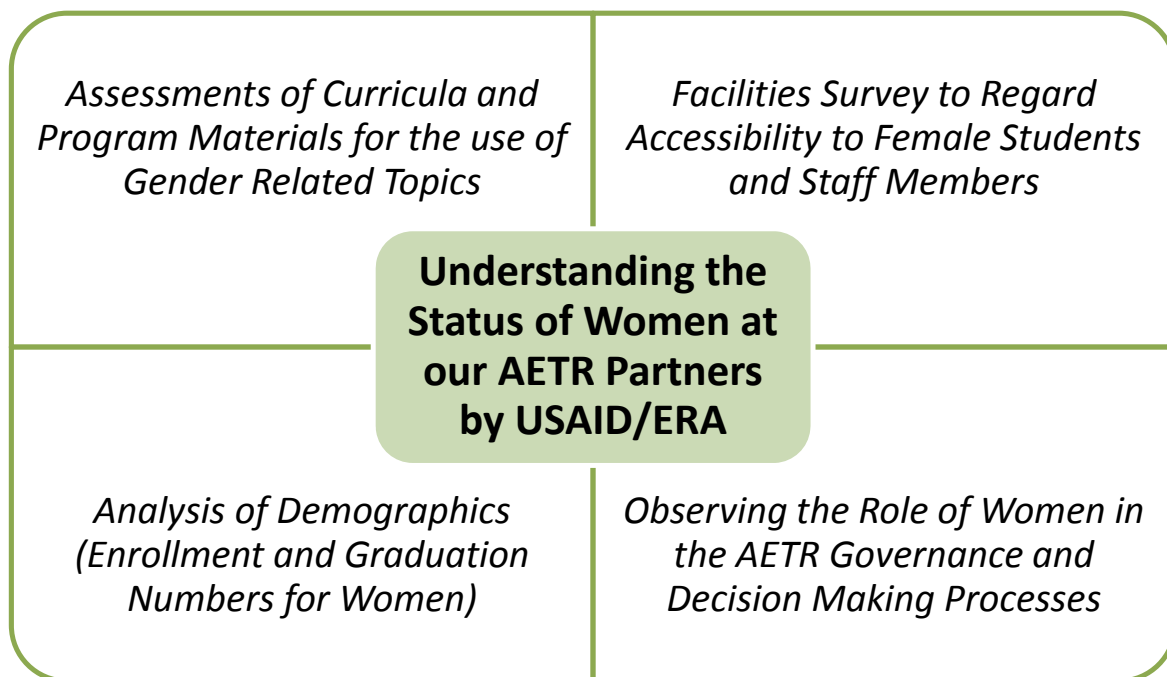 Assessments of Curricula and
Program Materials for the use of
Gender Related Topics
Facilities Survey to Regard
Accessibility to Female Students
and Staff Members
Understanding the
Status of Women at
our AETR Partners
by USAID/ERA
Analysis of Demographics
(Enrollment and Graduation
Numbers for Women)
Observing the Role of Women in
the AETR Governance and
Decision Making Processes